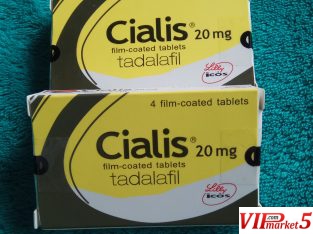 Cialis® 20 mg
film-coated tablets
tadalafil
Lilly
icos
4 film-coated tablets
Cialis® 20 mg
film-coated tablets
tadalafil
Lilly
icos
VIPmarket5
.com